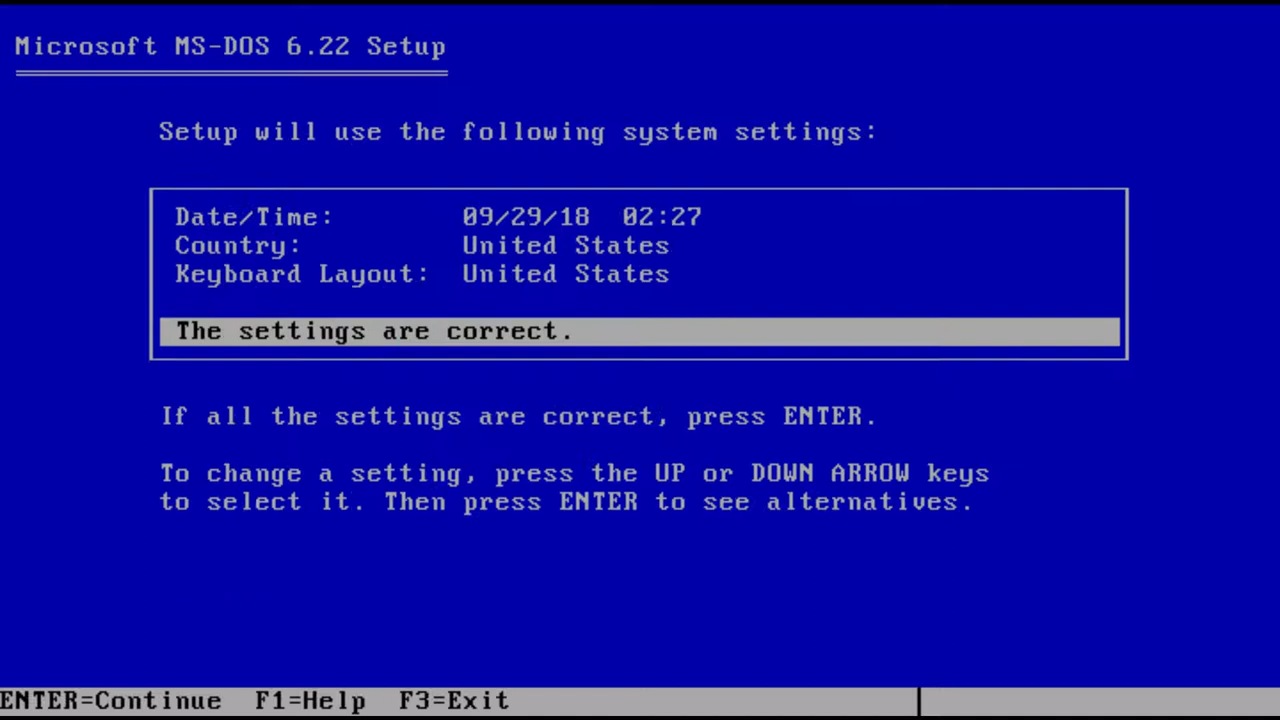 Microsoft MS-DOS 6.22 Setup
Setup will use the following system settings:
Date/Time: 09/29/18 02:27
Country: United States
Keyboard Layout: United States
The settings are correct.
If all the settings are correct, press ENTER.
To change a setting, press the UP or DOWN ARROW keys
to select it. Then press ENTER to see alternatives.
ENTER=Continue F1=Help F3=Exit